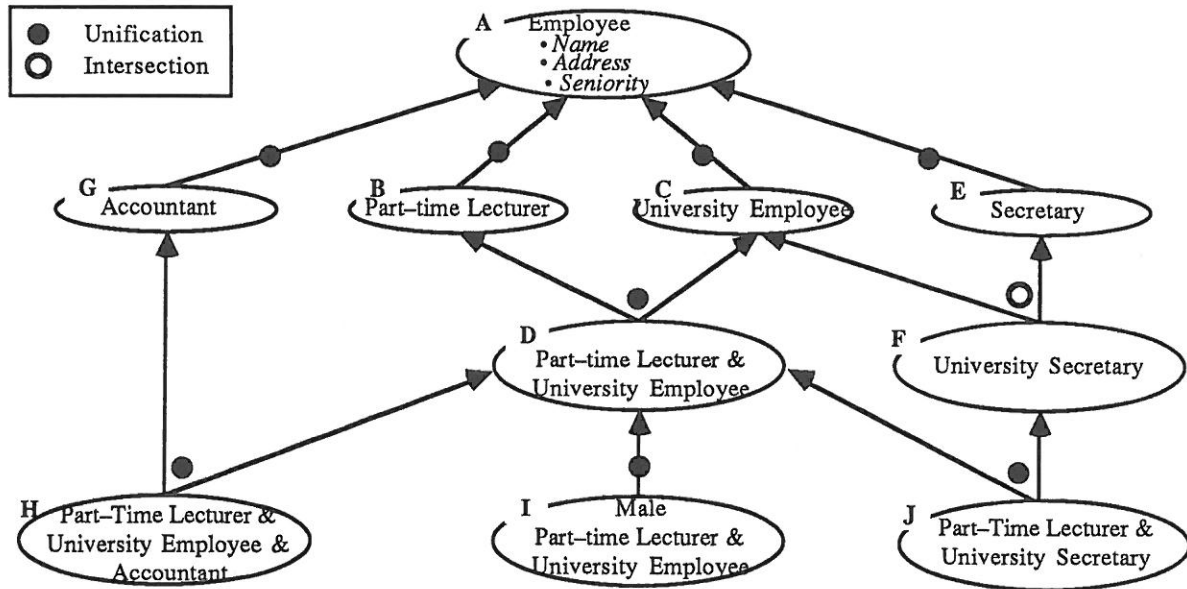 Unification
Intersection
A
Employee
• Name
• Address
• Seniority
G
Accountant
B
Part–time Lecturer
C
University Employee
E
Secretary
D
Part–time Lecturer &
University Employee
F
University Secretary
H
Part–Time Lecturer &
University Employee &
Accountant
I
Male
Part–time Lecturer &
University Employee
J
Part–Time Lecturer &
University Secretary